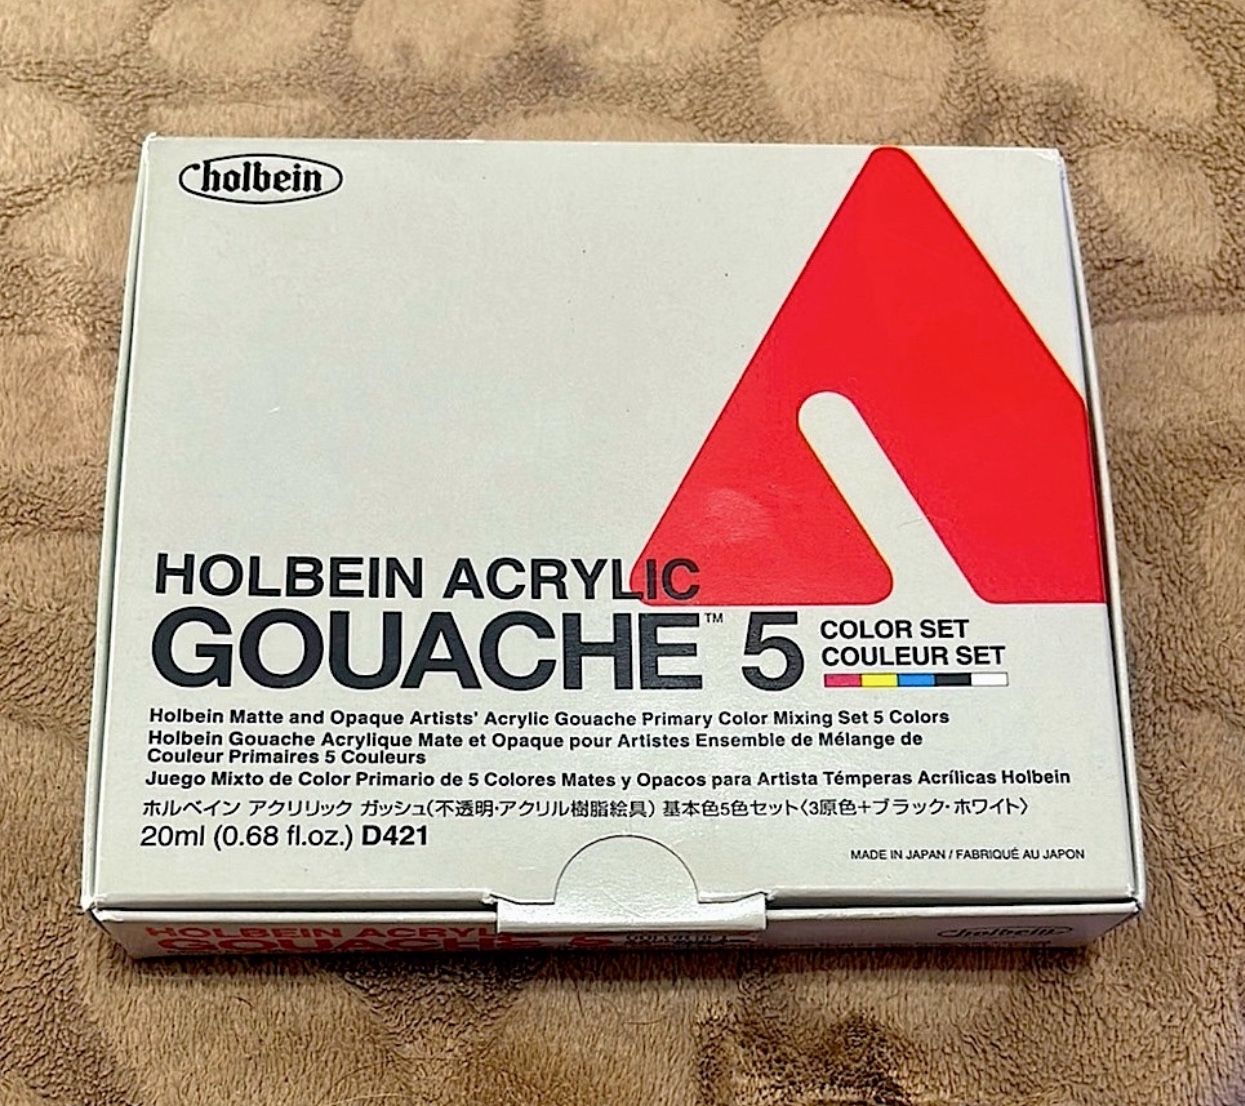 holbein
HOLBEIN ACRYLIC
GOUACHE™ 5
COLOR SET
COULEUR SET
Holbein Matte and Opaque Artists' Acrylic Gouache Primary Color Mixing Set 5 Colors
Holbein Gouache Acrylique Mate et Opaque pour Artistes Ensemble de Mélange de
Couleur Primaires 5 Couleurs
Juego Mixto de Color Primario de 5 Colores Mates y Opacos para Artista Témperas Acrílicas Holbein
ホルベイン アクリリック ガッシュ(不透明・アクリル樹脂絵具) 基本色5色セット〈3原色+ブラック・ホワイト〉
20ml (0.68 fl.oz.) D421
MADE IN JAPAN / FABRIQUÉ AU JAPON
HOLBEIN ACRYLIC
GOUACHE 5
holbein